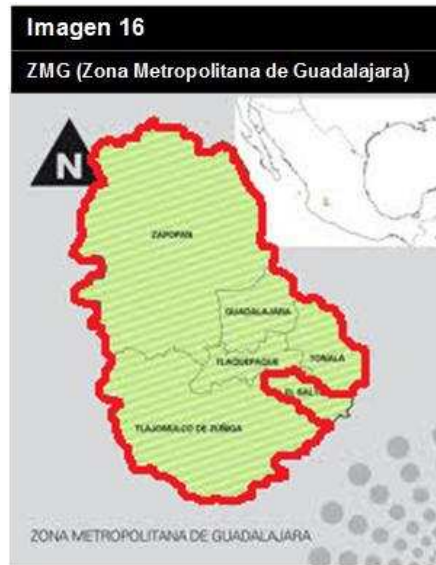 Imagen 16
ZMG (Zona Metropolitana de Guadalajara)
N
ZAPOPAN
GUADALAJARA
TLAQUEPAQUE
TONALA
EL SALTO
TLAJOMULCO DE ZUÑIGA
ZONA METROPOLITANA DE GUADALAJARA